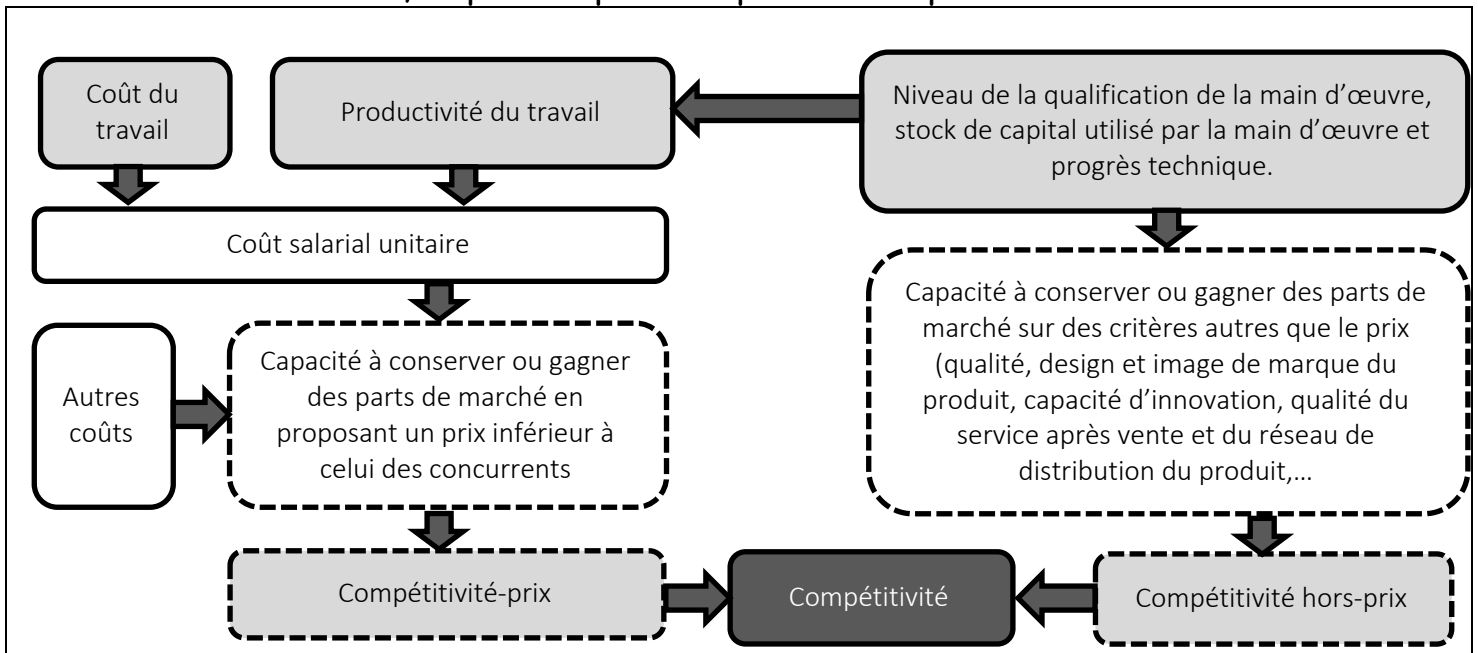 Coût du
travail
Productivité du travail
Niveau de la qualification de la main d’œuvre,
stock de capital utilisé par la main d’œuvre et
progrès technique.
Coût salarial unitaire
Autres
coûts
Capacité à conserver ou gagner
des parts de marché en
proposant un prix inférieur à
celui des concurrents
Capacité à conserver ou gagner des parts de
marché sur des critères autres que le prix
(qualité, design et image de marque du
produit, capacité d’innovation, qualité du
service après vente et du réseau de
distribution du produit,…
Compétitivité-prix
Compétitivité
Compétitivité hors-prix